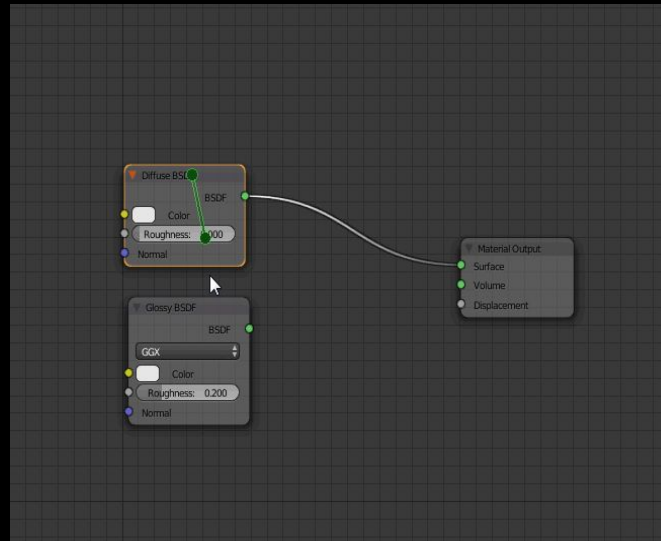 Diffuse
BSDF
Color
Roughness:
Normal
Glossy BSDF
BSDF
GGX
Color
Roughness: 0.200
Normal
Material Output
Surface
Volume
Displacement